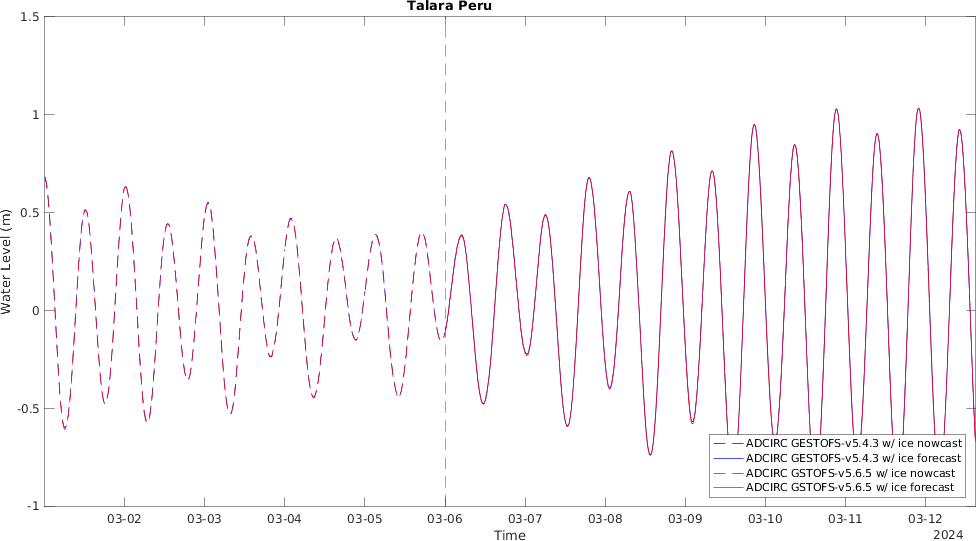 Talara Peru
1.5
1
0.5
0
-0.5
-1
Water Level (m)
03-02 03-03 03-04 03-05 03-06 03-07 03-08 03-09 03-10 03-11 03-12
Time
2024
ADCIRC GESTOFS-v5.4.3 w/ ice nowcast
ADCIRC GESTOFS-v5.4.3 w/ ice forecast
ADCIRC GSTOFS-v5.6.5 w/ ice nowcast
ADCIRC GSTOFS-v5.6.5 w/ ice forecast